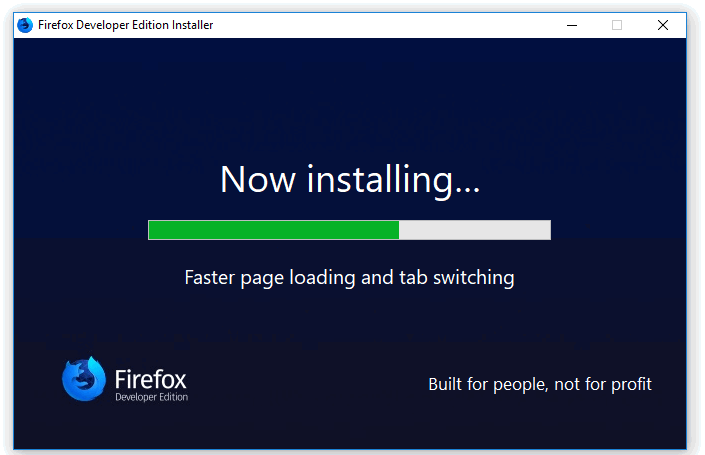 Firefox Developer Edition Installer
Now installing...
Faster page loading and tab switching
Firefox
Developer Edition
Built for people, not for profit